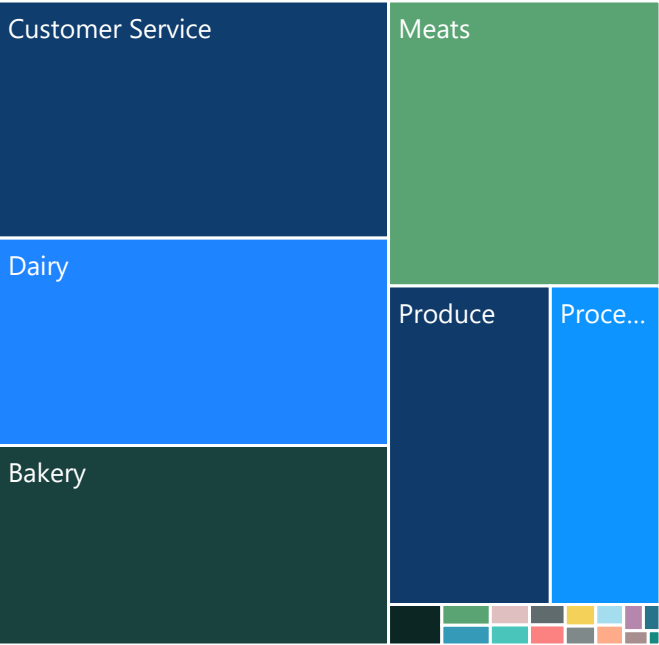 Customer Service
Meats
Dairy
Produce
Proce...
Bakery